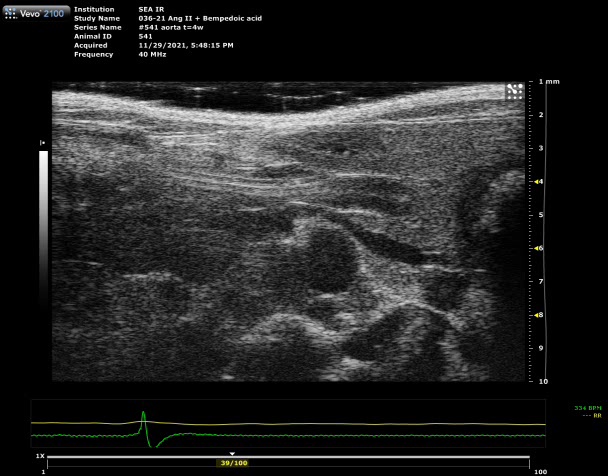 Vevo 2100
Institution SEA IR
Study Name 036-21 Ang II + Bempedoic acid
Series Name #541 aorta t=4w
Animal ID 541
Acquired 11/29/2021, 5:48:15 PM
Frequency 40 MHz
1 mm
2
3
4
5
6
7
8
9
10
334 BPM
--- RR
1X
39/100
1
100